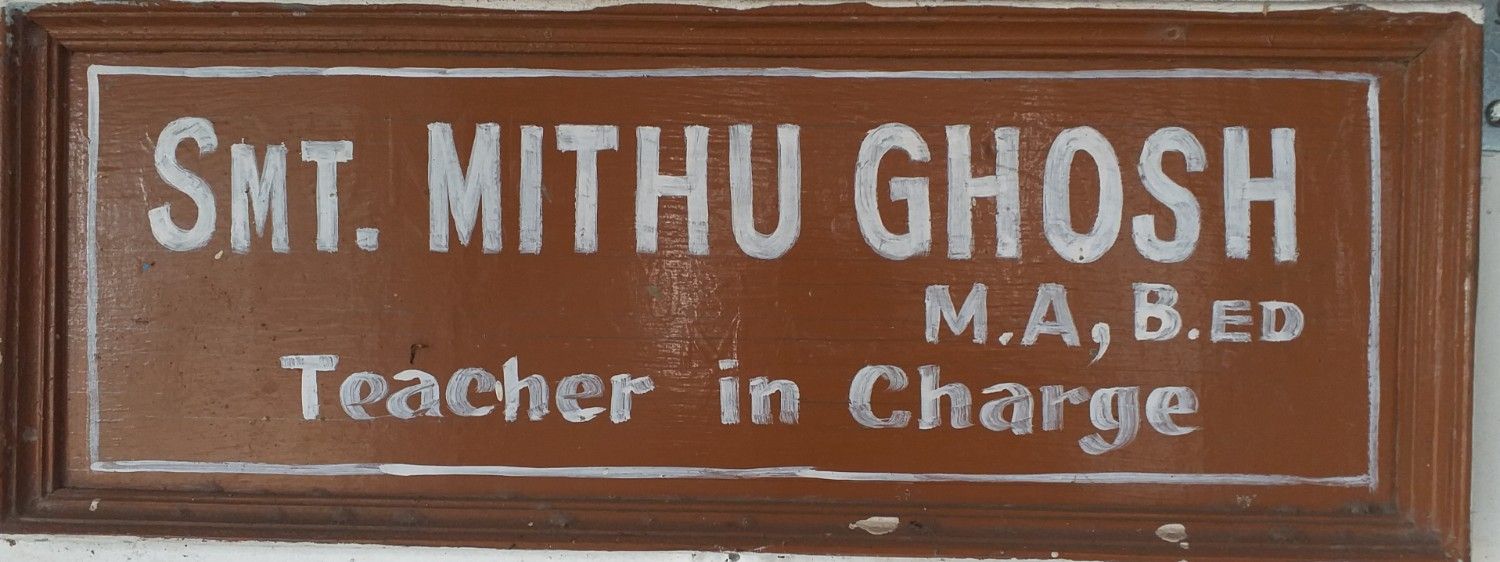 SMT. MITHU GHOSH
M.A, B.ED
Teacher in Charge